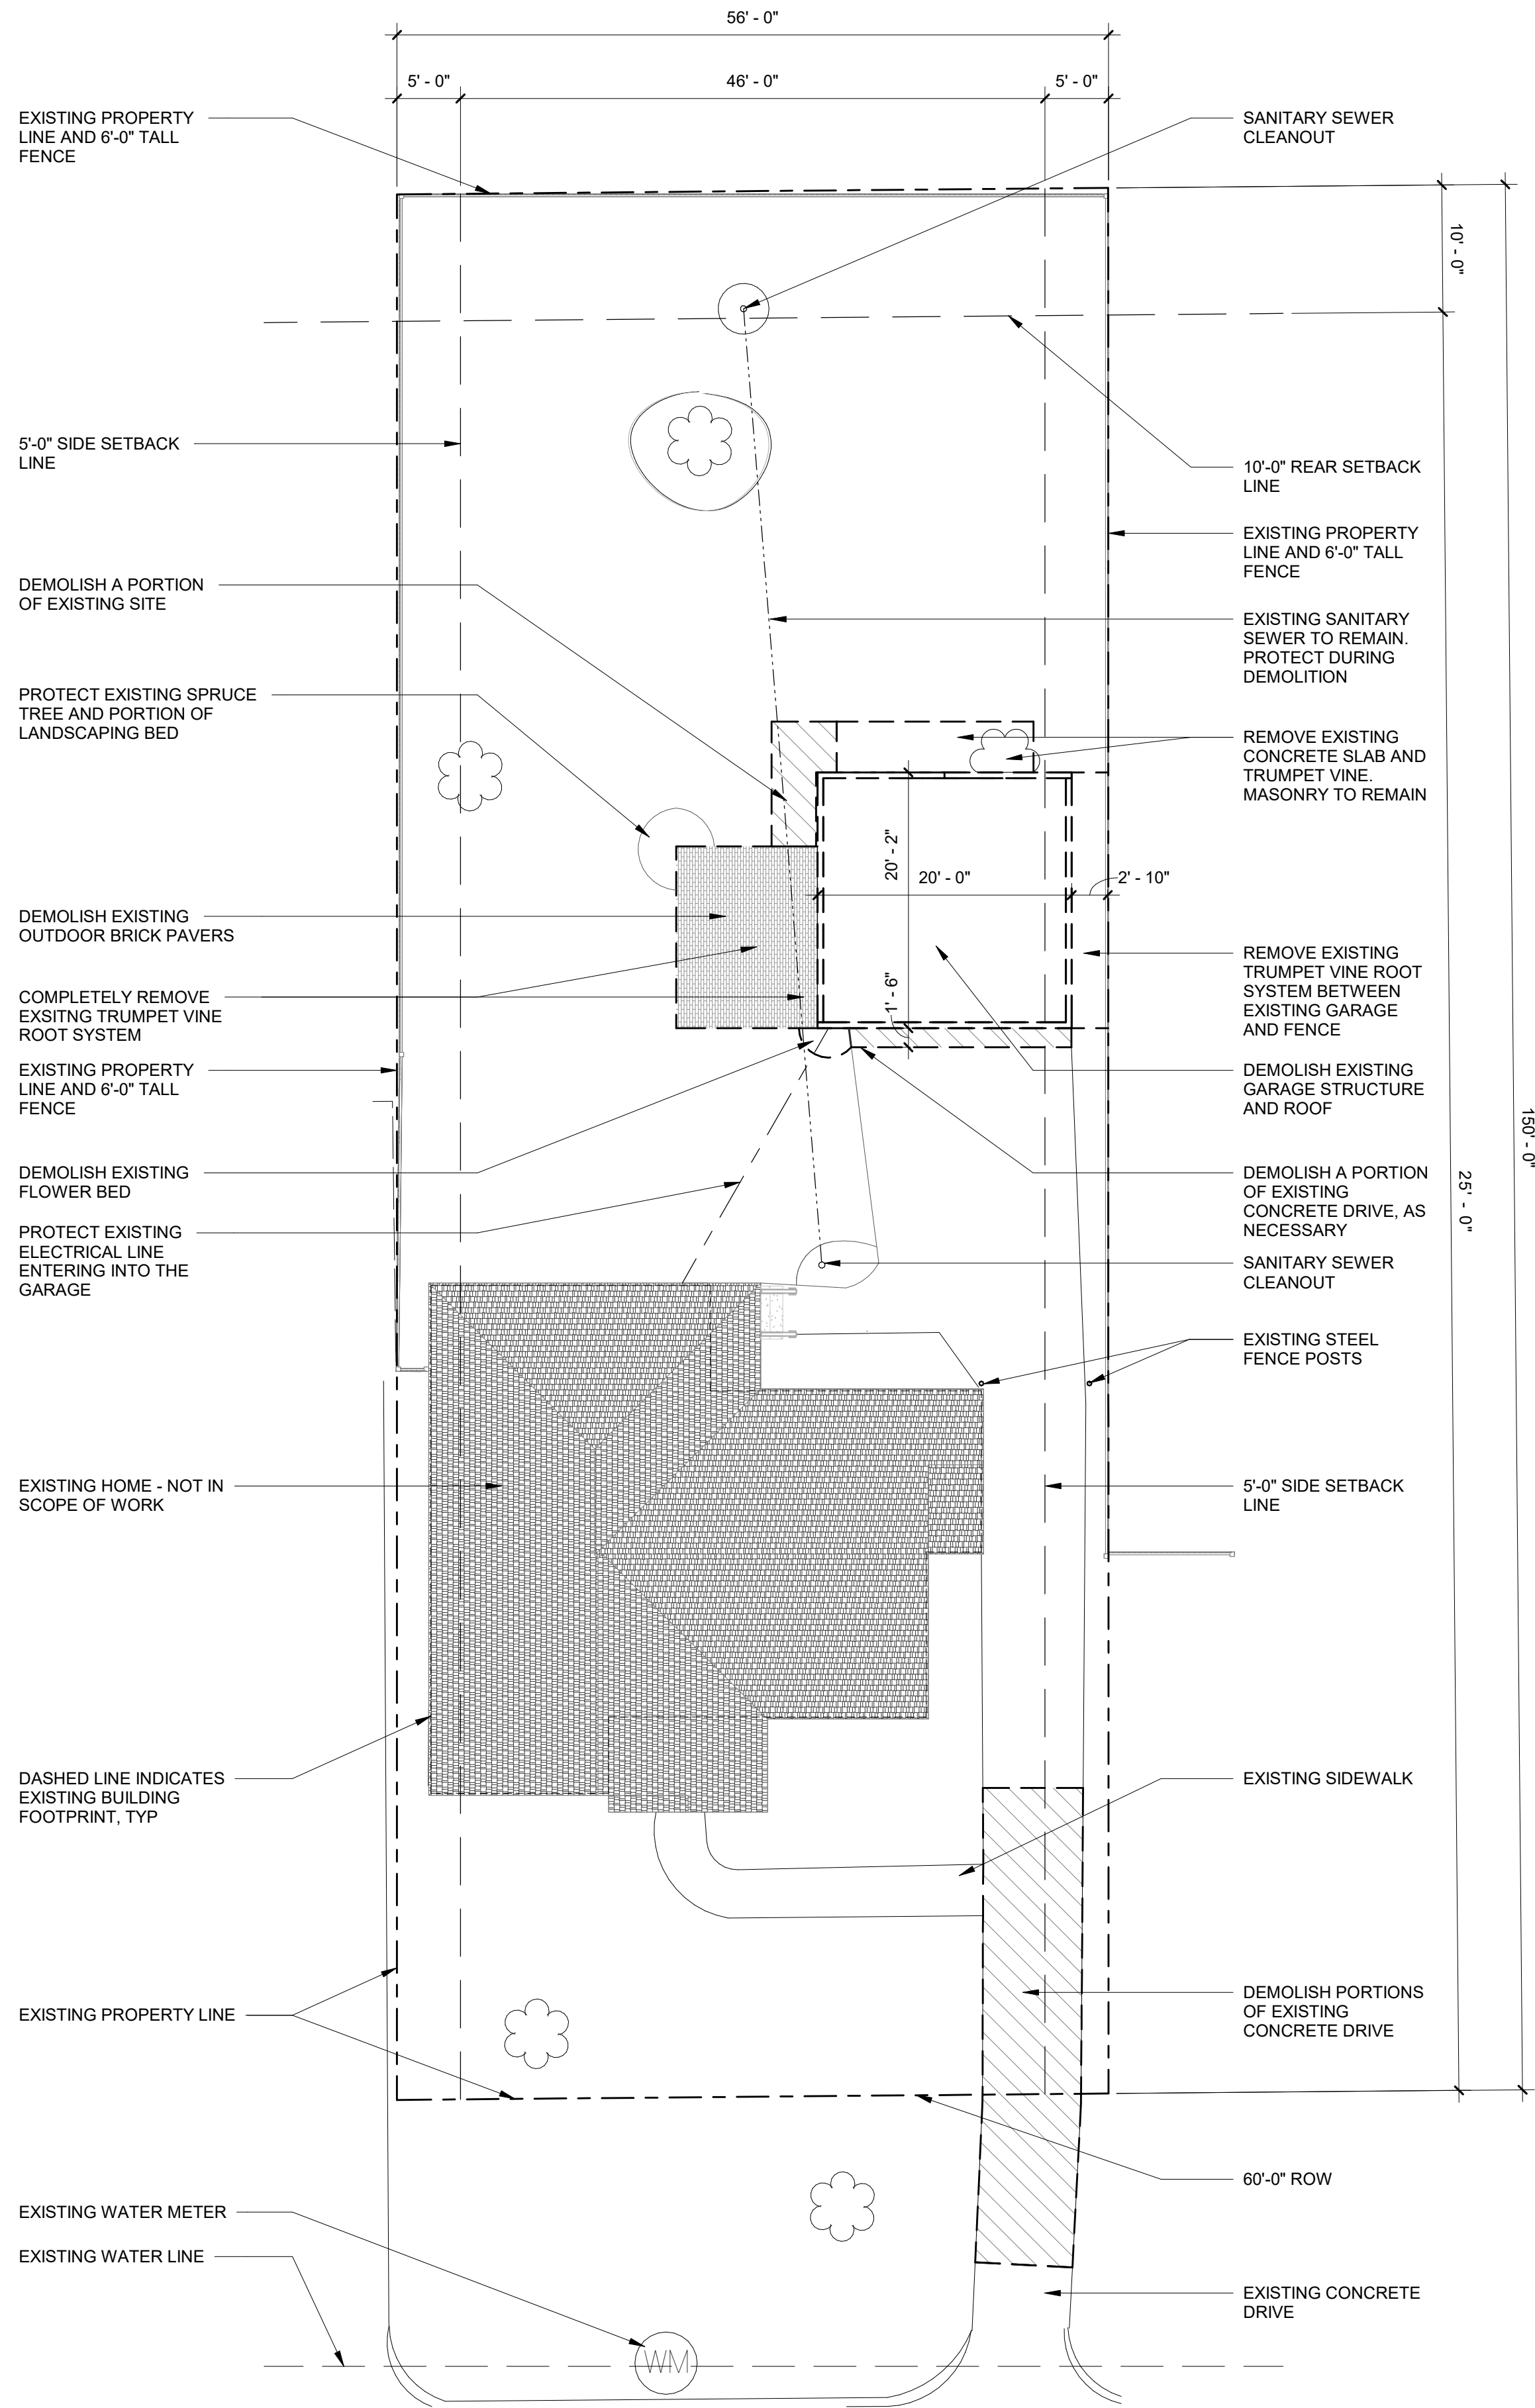 56' - 0"
5' - 0"
46' - 0"
5' - 0"
EXISTING PROPERTY
LINE AND 6'-0" TALL
FENCE
SANITARY SEWER
CLEANOUT
10' - 0"
5'-0" SIDE SETBACK
LINE
10'-0" REAR SETBACK
LINE
EXISTING PROPERTY
LINE AND 6'-0" TALL
FENCE
DEMOLISH A PORTION
OF EXISTING SITE
EXISTING SANITARY
SEWER TO REMAIN.
PROTECT DURING
DEMOLITION
PROTECT EXISTING SPRUCE
TREE AND PORTION OF
LANDSCAPING BED
REMOVE EXISTING
CONCRETE SLAB AND
TRUMPET VINE.
MASONRY TO REMAIN
20' - 2"
20' - 0"
2' - 10"
DEMOLISH EXISTING
OUTDOOR BRICK PAVERS
REMOVE EXISTING
TRUMPET VINE ROOT
SYSTEM BETWEEN
EXISTING GARAGE
AND FENCE
COMPLETELY REMOVE
EXSITNG TRUMPET VINE
ROOT SYSTEM
1' - 6"
EXISTING PROPERTY
LINE AND 6'-0" TALL
FENCE
DEMOLISH EXISTING
GARAGE STRUCTURE
AND ROOF
150' - 0"
DEMOLISH EXISTING
FLOWER BED
DEMOLISH A PORTION
OF EXISTING
CONCRETE DRIVE, AS
NECESSARY
25' - 0"
PROTECT EXISTING
ELECTRICAL LINE
ENTERING INTO THE
GARAGE
SANITARY SEWER
CLEANOUT
EXISTING STEEL
FENCE POSTS
EXISTING HOME - NOT IN
SCOPE OF WORK
5'-0" SIDE SETBACK
LINE
DASHED LINE INDICATES
EXISTING BUILDING
FOOTPRINT, TYP
EXISTING SIDEWALK
EXISTING PROPERTY LINE
DEMOLISH PORTIONS
OF EXISTING
CONCRETE DRIVE
60'-0" ROW
EXISTING WATER METER
EXISTING WATER LINE
EXISTING CONCRETE
DRIVE
WM